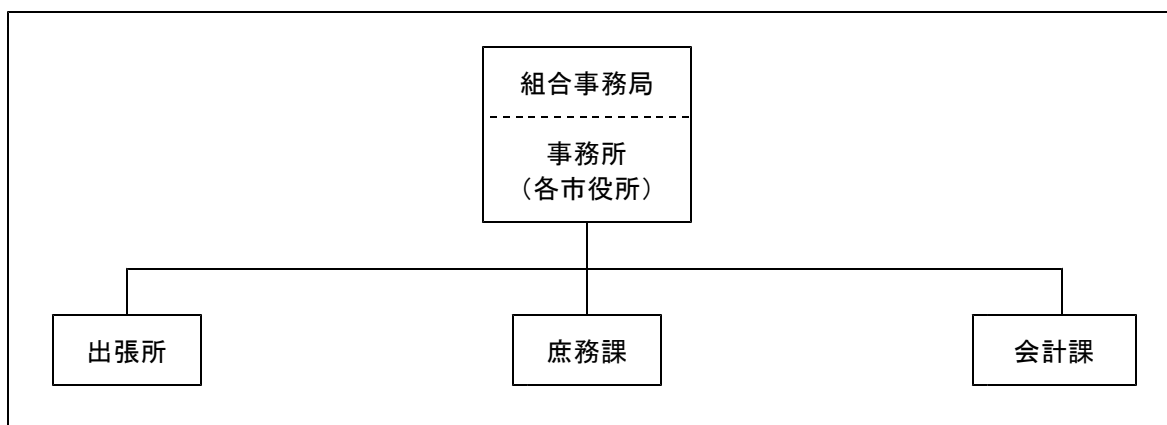 組合事務局
事務所
（各市役所）
出張所
庶務課
会計課